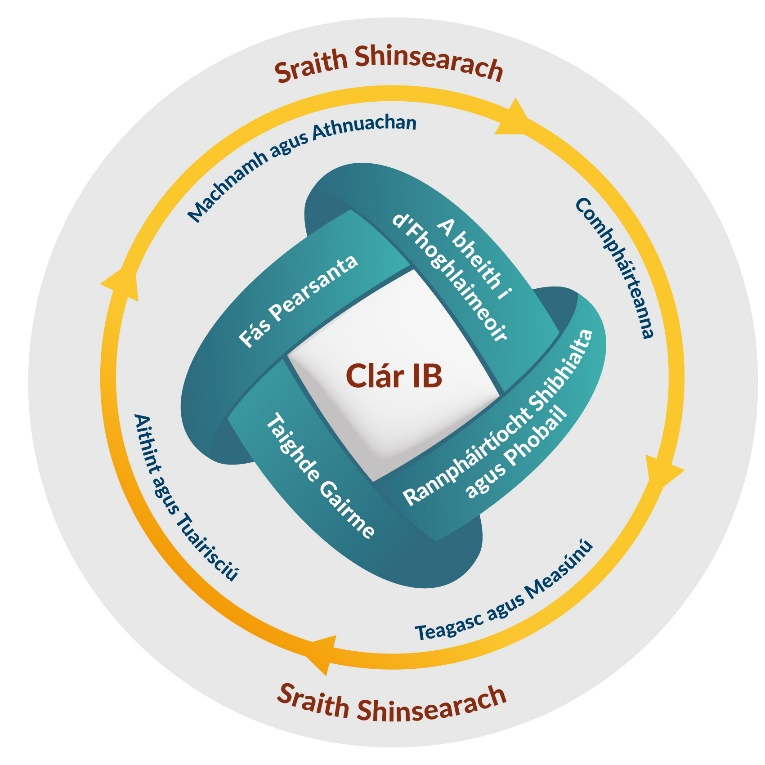 Sraith Shinsearach
Machnamh agus Athnuachan
Comhpháirteanna
A bheith i
d'Fhoghlaimeoir
Fás Pearsanta
Clár IB
Rannpháirtíocht Shibhialta
agus Phobail
Taighde Gairme
Aithint agus Tuairisciú
Teagasc agus Measúnú
Sraith Shinsearach